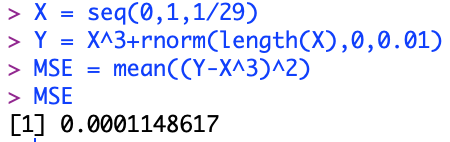 > X = seq(0,1,1/29)
> Y = X^3+rnorm(length(X),0,0.01)
> MSE = mean((Y-X^3)^2)
> MSE
[1] 0.0001148617